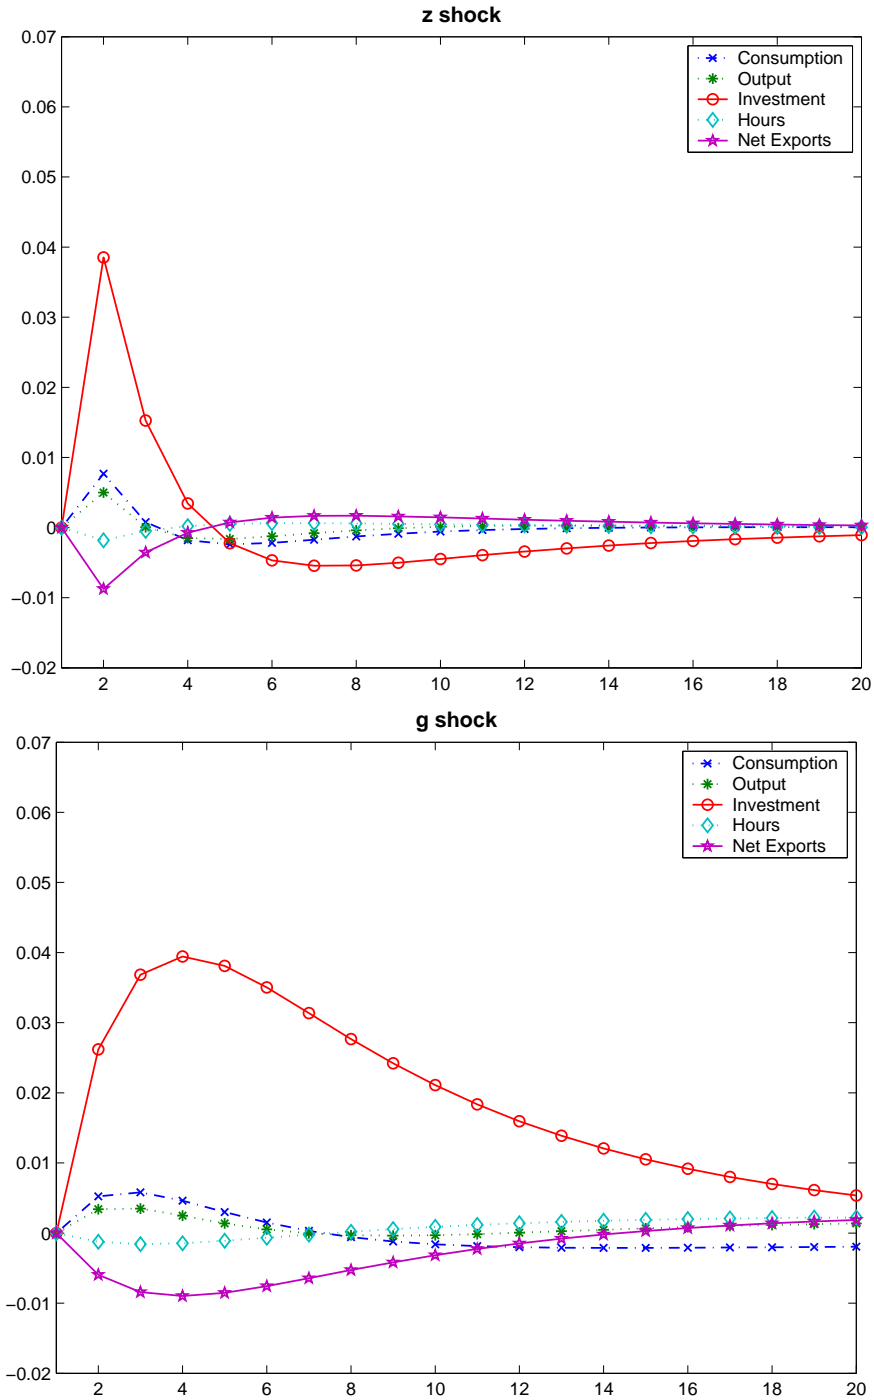 z shock
0.07
0.06
0.05
0.04
0.03
0.02
0.01
0
−0.01
−0.02
2 4 6 8 10 12 14 16 18 20
Consumption
Output
Investment
Hours
Net Exports
g shock
0.07
0.06
0.05
0.04
0.03
0.02
0.01
0
−0.01
−0.02
2 4 6 8 10 12 14 16 18 20
Consumption
Output
Investment
Hours
Net Exports